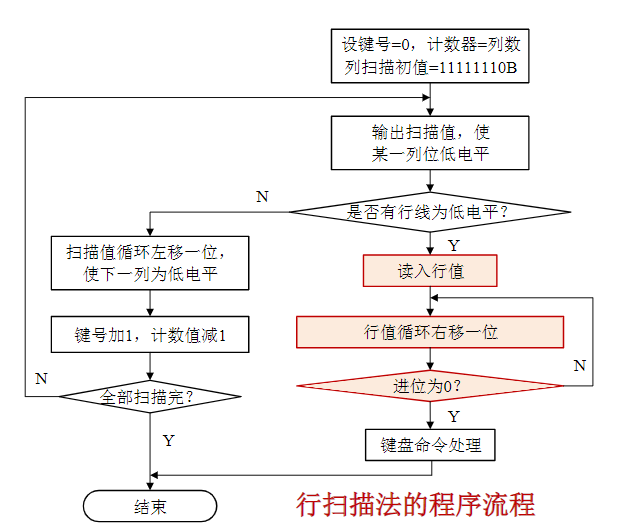 设键号=0，计数器=列数
列扫描初值=11111110B
输出扫描值，使
某一列位低电平
是否有行线为低电平？
N
Y
扫描值循环左移一位，
使下一列为低电平
读入行值
键号加1，计数值减1
行值循环右移一位
N
全部扫描完？
N
进位为0？
Y
Y
键盘命令处理
结束
行扫描法的程序流程